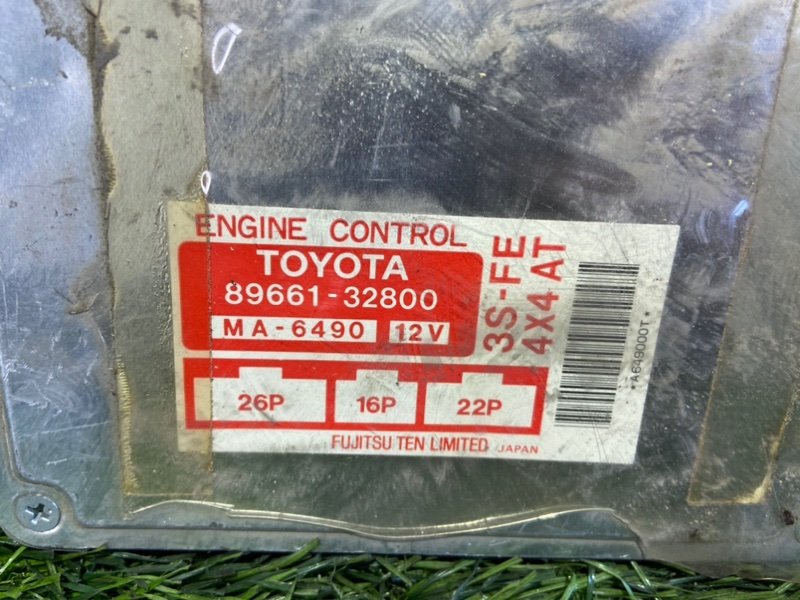 ENGINE CONTROL
TOYOTA
89661-32800
MA-6490 12V
3S-FE
4X4 AT
*A649000T*
26P 16P 22P
FUJITSU TEN LIMITED JAPAN